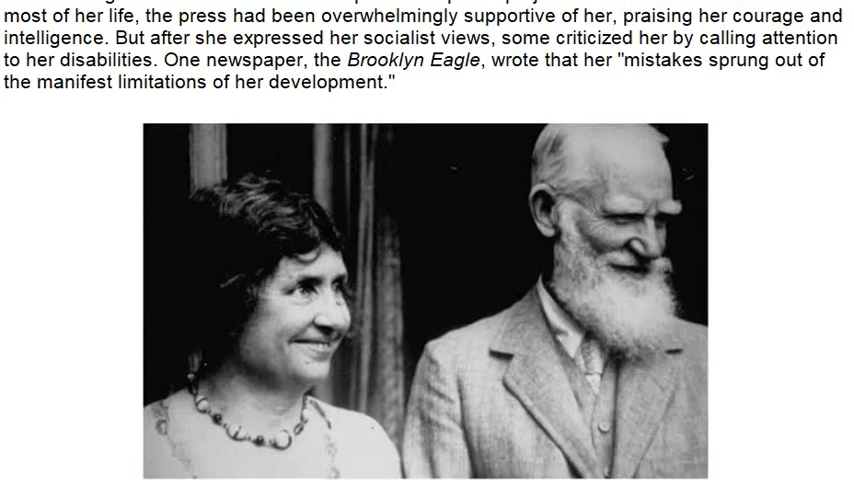 most of her life, the press had been overwhelmingly supportive of her, praising her courage and
intelligence. But after she expressed her socialist views, some criticized her by calling attention
to her disabilities. One newspaper, the Brooklyn Eagle, wrote that her "mistakes sprung out of
the manifest limitations of her development."